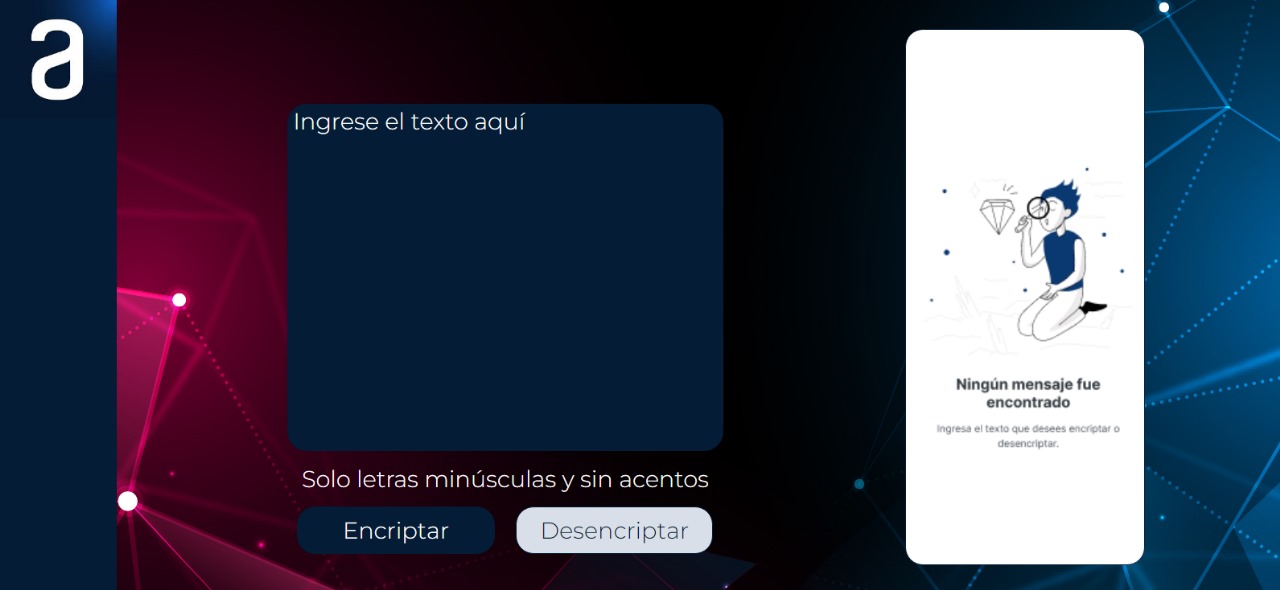 a
Ingrese el texto aquí
Solo letras minúsculas y sin acentos
Encriptar
Desencriptar
Ningún mensaje fue
encontrado
Ingresa el texto que desees encriptar o
desencriptar.